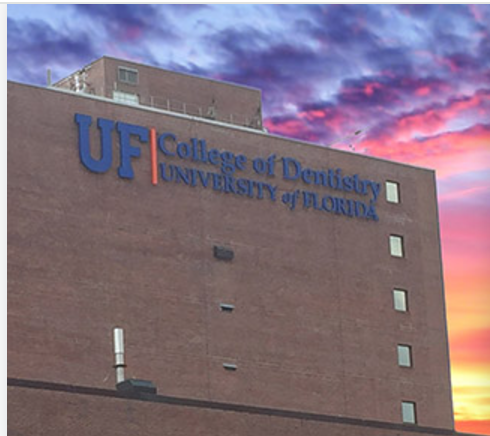 UF College of Dentistry
UNIVERSITY of FLORIDA